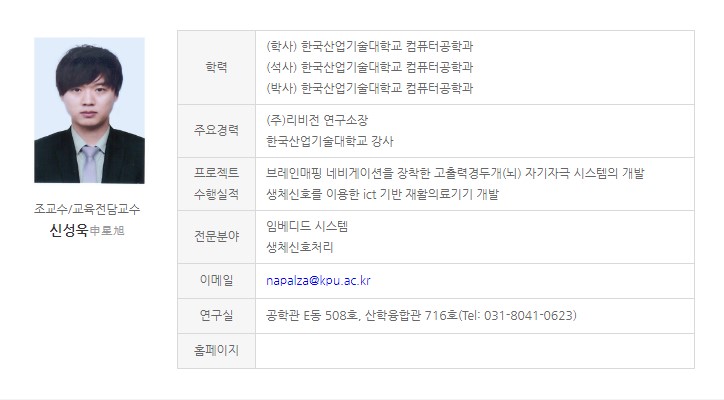 조교수/교육전담교수
신성욱申星旭
학력
(학사) 한국산업기술대학교 컴퓨터공학과
(석사) 한국산업기술대학교 컴퓨터공학과
(박사) 한국산업기술대학교 컴퓨터공학과
주요경력
(주)리비전 연구소장
한국산업기술대학교 강사
프로젝트
수행실적
브레인매핑 네비게이션을 장착한 고출력경두개(뇌) 자기자극 시스템의 개발
생체신호를 이용한 ict 기반 재활의료기기 개발
전문분야
임베디드 시스템
생체신호처리
이메일
napalza@kpu.ac.kr
연구실
공학관 E동 508호, 산학융합관 716호(Tel: 031-8041-0623)
홈페이지